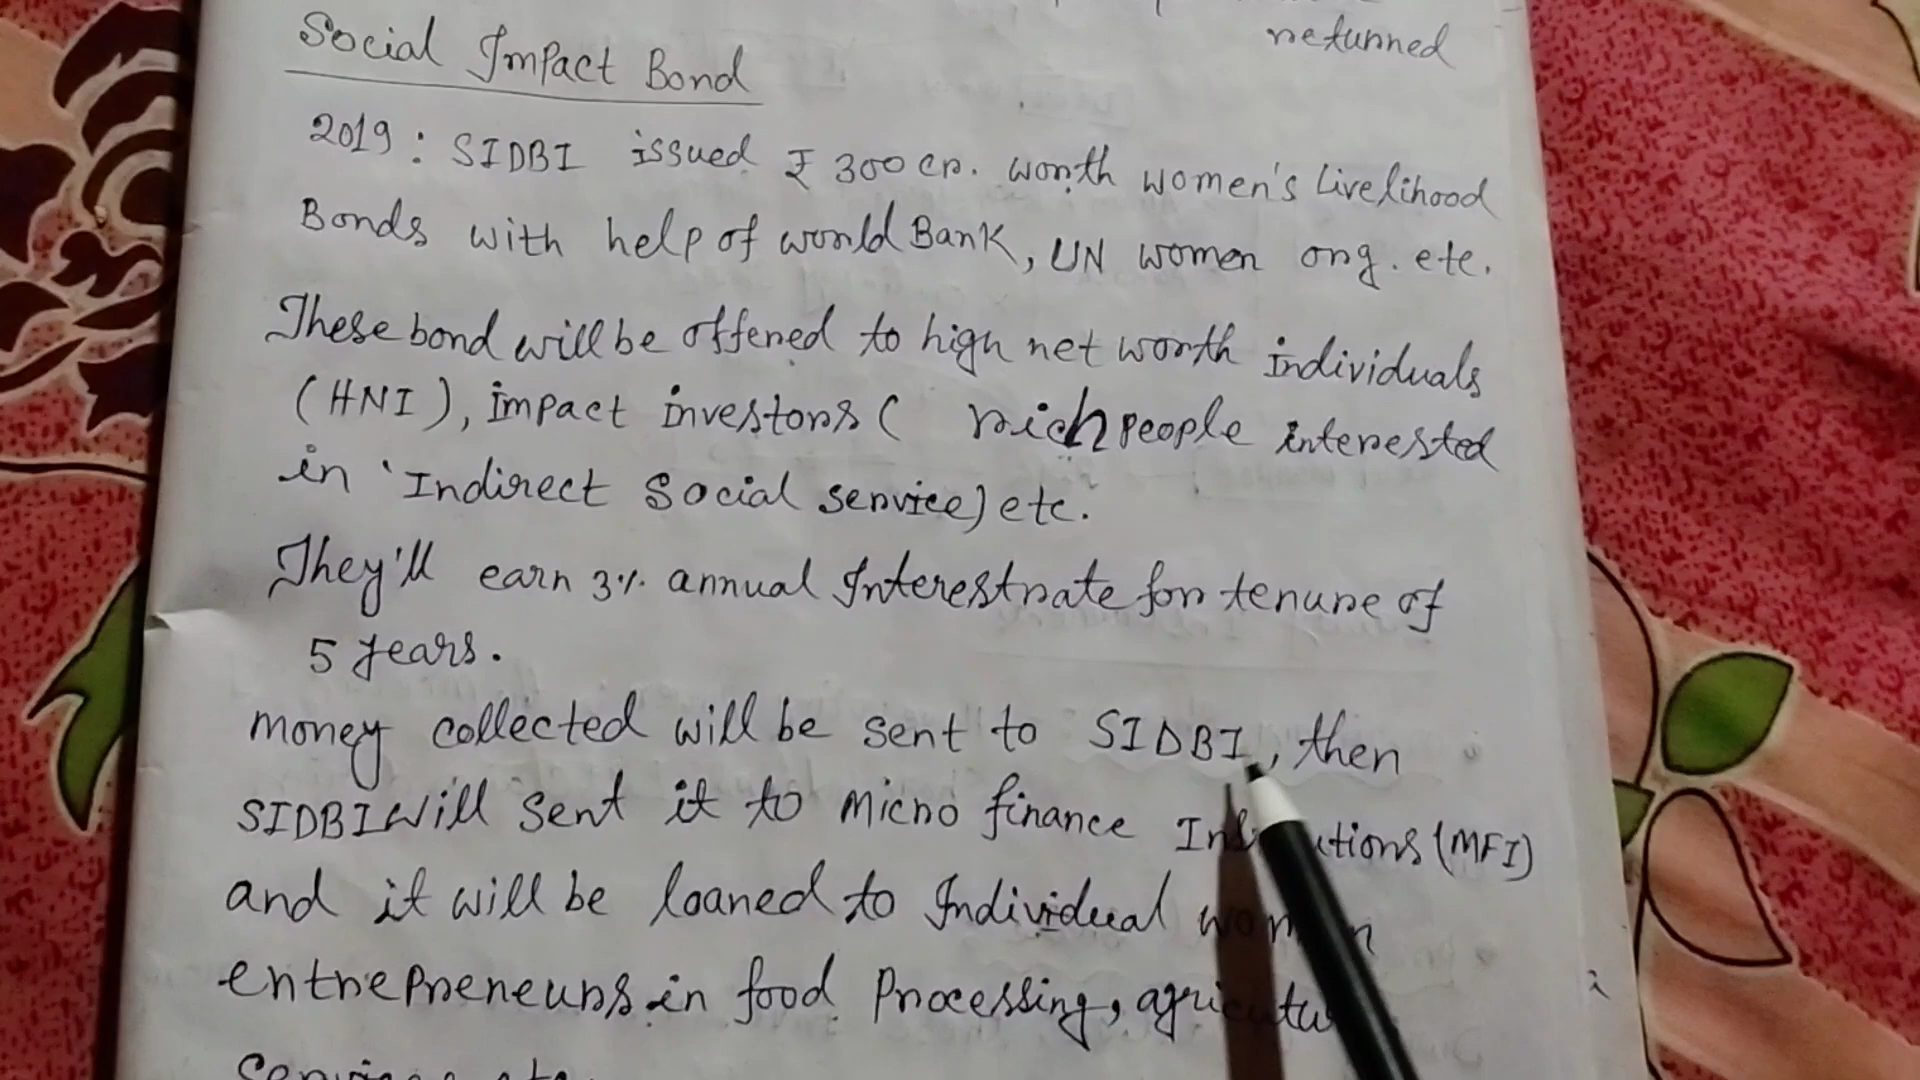 returned
Social Impact Bond
2019: SIDBI issued ₹ 300 cr. worth women's Livelihood
Bonds with help of world Bank, UN women org. etc.
These bond will be offered to high net worth individuals
(HNI), impact investors ( rich people interested
in 'Indirect Social service) etc.
They'll earn 3% annual Interest rate for tenure of
5 years.
money collected will be sent to SIDBI, then
SIDBI will sent it to micro finance (MFI)
and it will be loaned to Individual
entrepreneurs in food Processing,